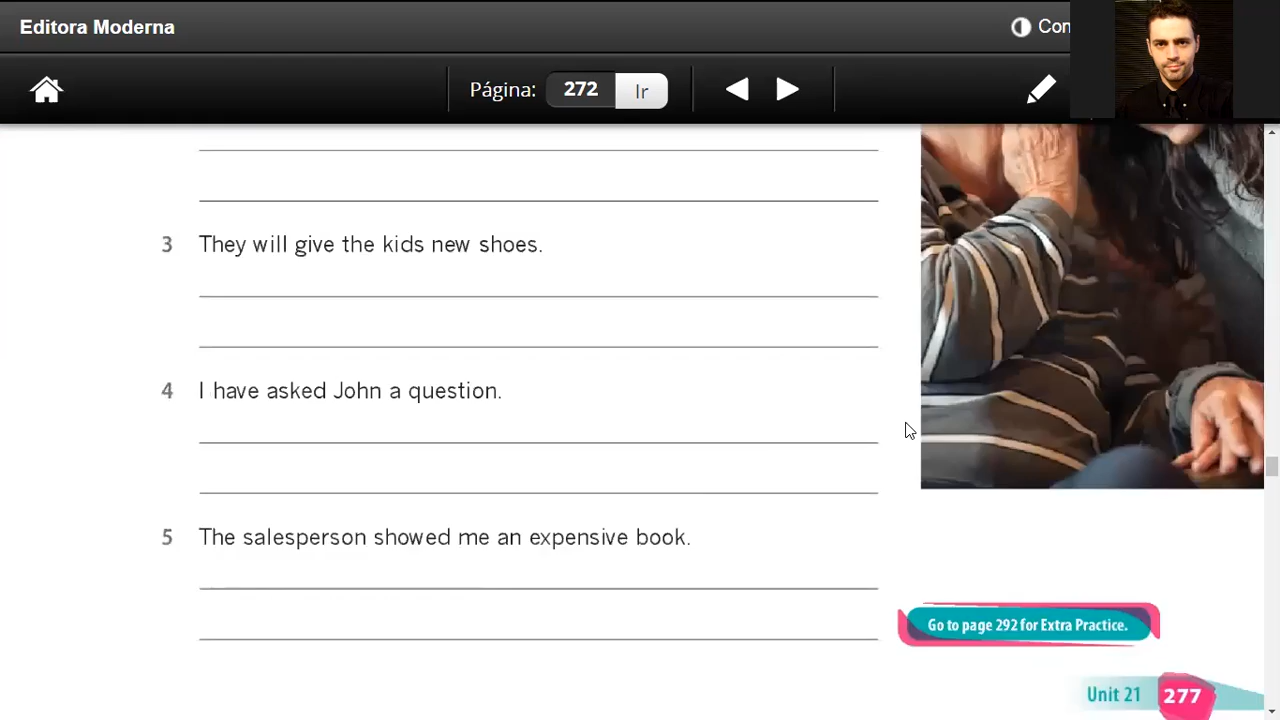 Editora Moderna
Con
Página: 272 Ir
3 They will give the kids new shoes.
4 I have asked John a question.
5 The salesperson showed me an expensive book.
Go to page 292 for Extra Practice.
Unit 21 277